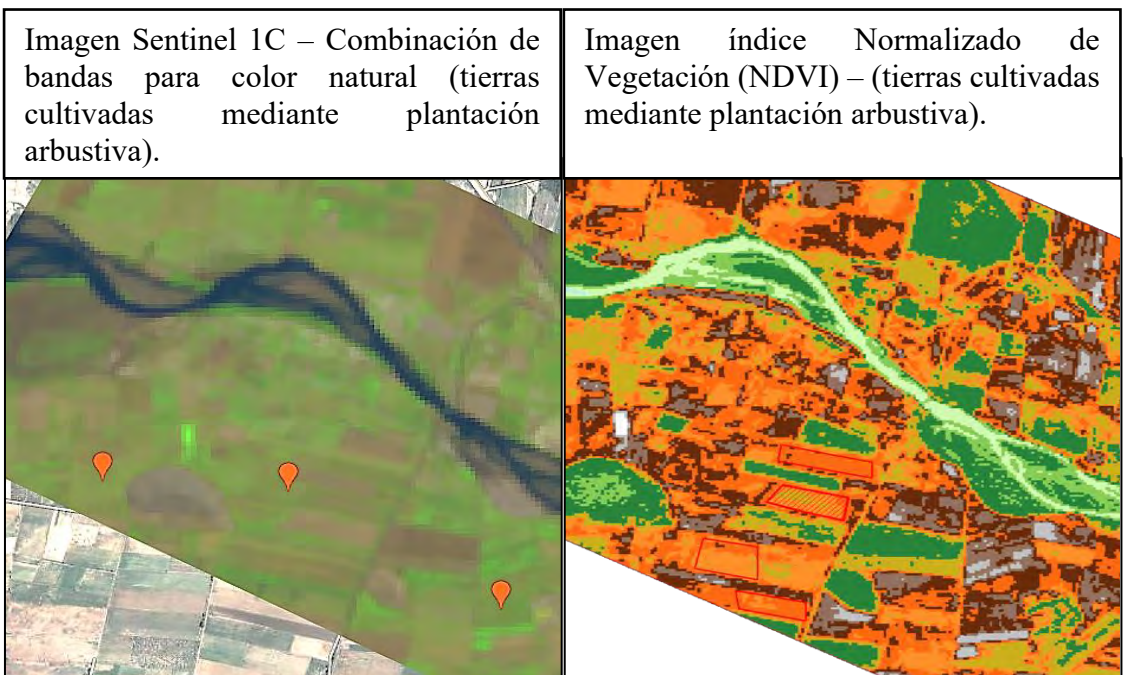 Imagen Sentinel 1C – Combinación de
bandas para color natural (tierras
cultivadas mediante plantación
arbustiva).
Imagen índice Normalizado de
Vegetación (NDVI) – (tierras cultivadas
mediante plantación arbustiva).